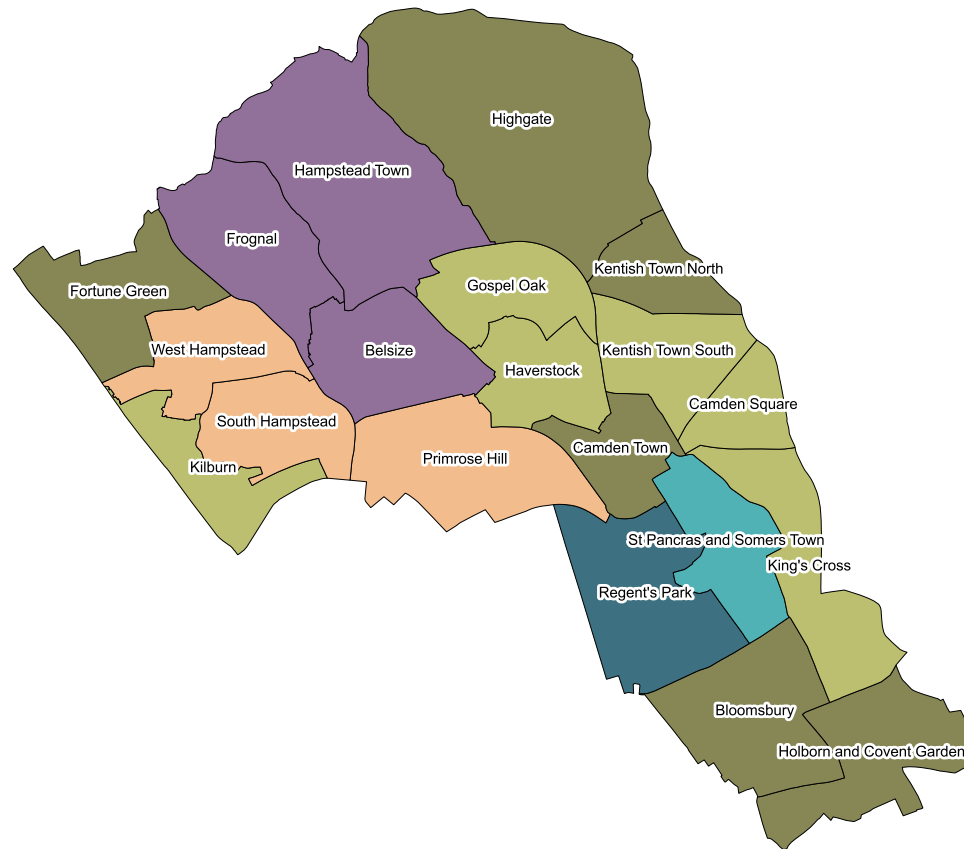 Highgate
Hampstead Town
Frognal
Kentish Town North
Gospel Oak
Fortune Green
West Hampstead
Belsize
Kentish Town South
Haverstock
Camden Square
South Hampstead
Camden Town
Primrose Hill
Kilburn
St Pancras and Somers Town
King's Cross
Regent's Park
Bloomsbury
Holborn and Covent Garden